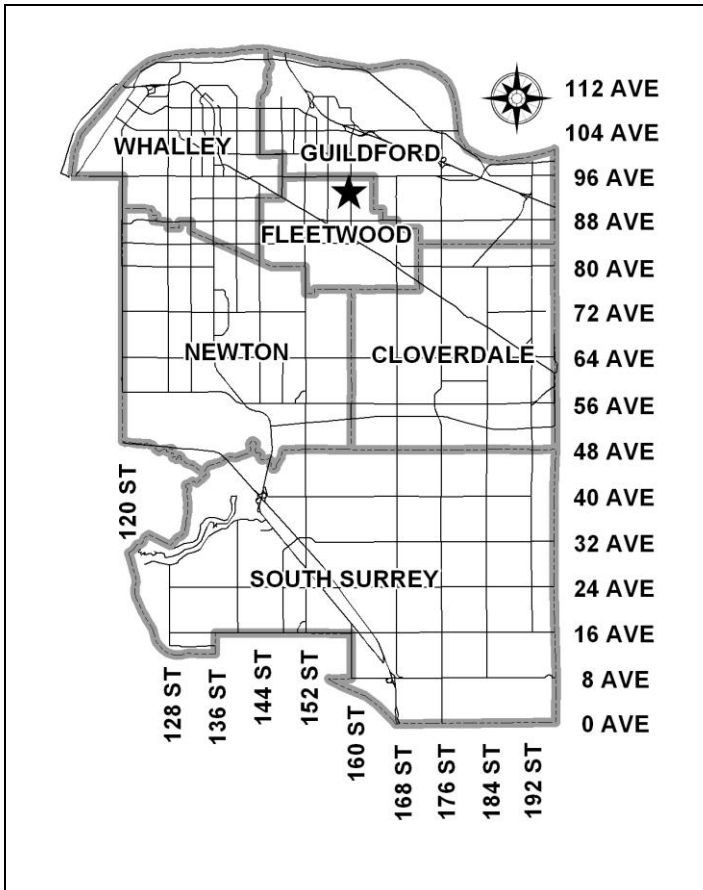 112 AVE
104 AVE
WHALLEY
GUILDFORD
96 AVE
88 AVE
FLEETWOOD
80 AVE
72 AVE
NEWTON
CLOVERDALE
64 AVE
56 AVE
48 AVE
120 ST
40 AVE
32 AVE
SOUTH SURREY
24 AVE
16 AVE
8 AVE
0 AVE
128 ST
136 ST
144 ST
152 ST
160 ST
168 ST
176 ST
184 ST
192 ST